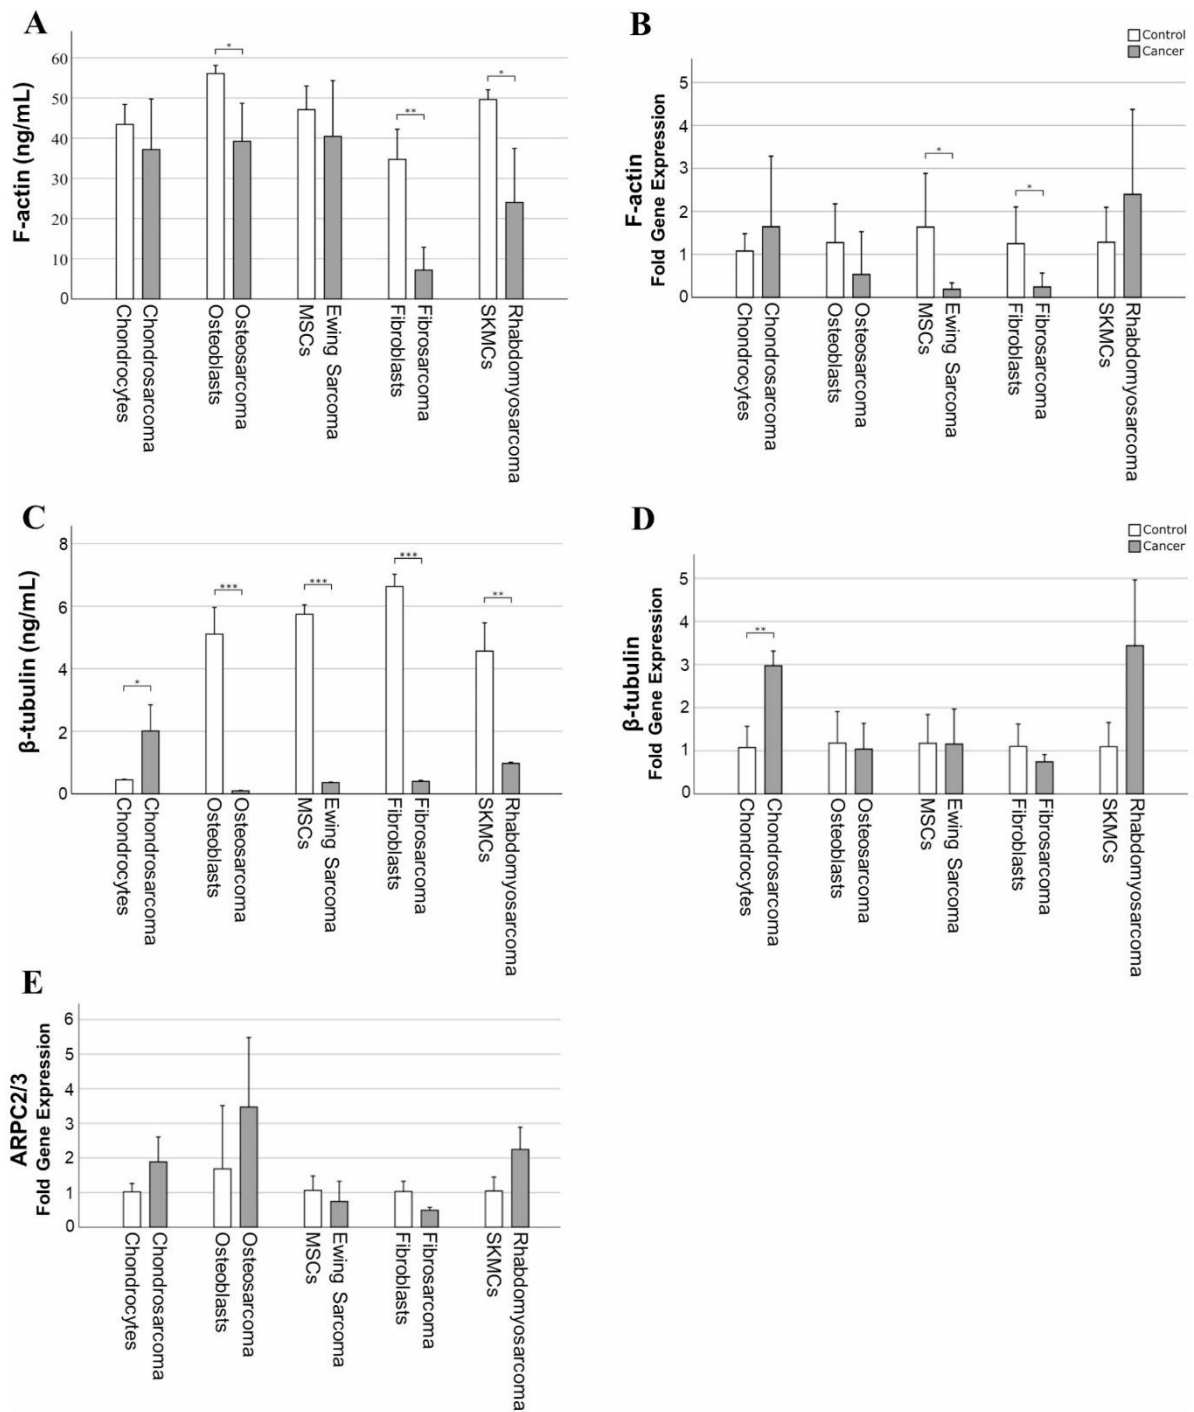 A
F-actin (ng/mL)
60
50
40
30
20
10
0
*
**
*
Chondrocytes
Chondrosarcoma
Osteoblasts
Osteosarcoma
MSCs
Ewing Sarcoma
Fibroblasts
Fibrosarcoma
SKMCs
Rhabdomyosarcoma
B
Control
Cancer
F-actin
Fold Gene Expression
5
4
3
2
1
0
*
*
Chondrocytes
Chondrosarcoma
Osteoblasts
Osteosarcoma
MSCs
Ewing Sarcoma
Fibroblasts
Fibrosarcoma
SKMCs
Rhabdomyosarcoma
C
β-tubulin (ng/mL)
8
6
4
2
0
*
***
***
***
**
Chondrocytes
Chondrosarcoma
Osteoblasts
Osteosarcoma
MSCs
Ewing Sarcoma
Fibroblasts
Fibrosarcoma
SKMCs
Rhabdomyosarcoma
D
Control
Cancer
β-tubulin
Fold Gene Expression
5
4
3
2
1
0
**
Chondrocytes
Chondrosarcoma
Osteoblasts
Osteosarcoma
MSCs
Ewing Sarcoma
Fibroblasts
Fibrosarcoma
SKMCs
Rhabdomyosarcoma
E
ARPC2/3
Fold Gene Expression
6
5
4
3
2
1
0
Chondrocytes
Chondrosarcoma
Osteoblasts
Osteosarcoma
MSCs
Ewing Sarcoma
Fibroblasts
Fibrosarcoma
SKMCs
Rhabdomyosarcoma